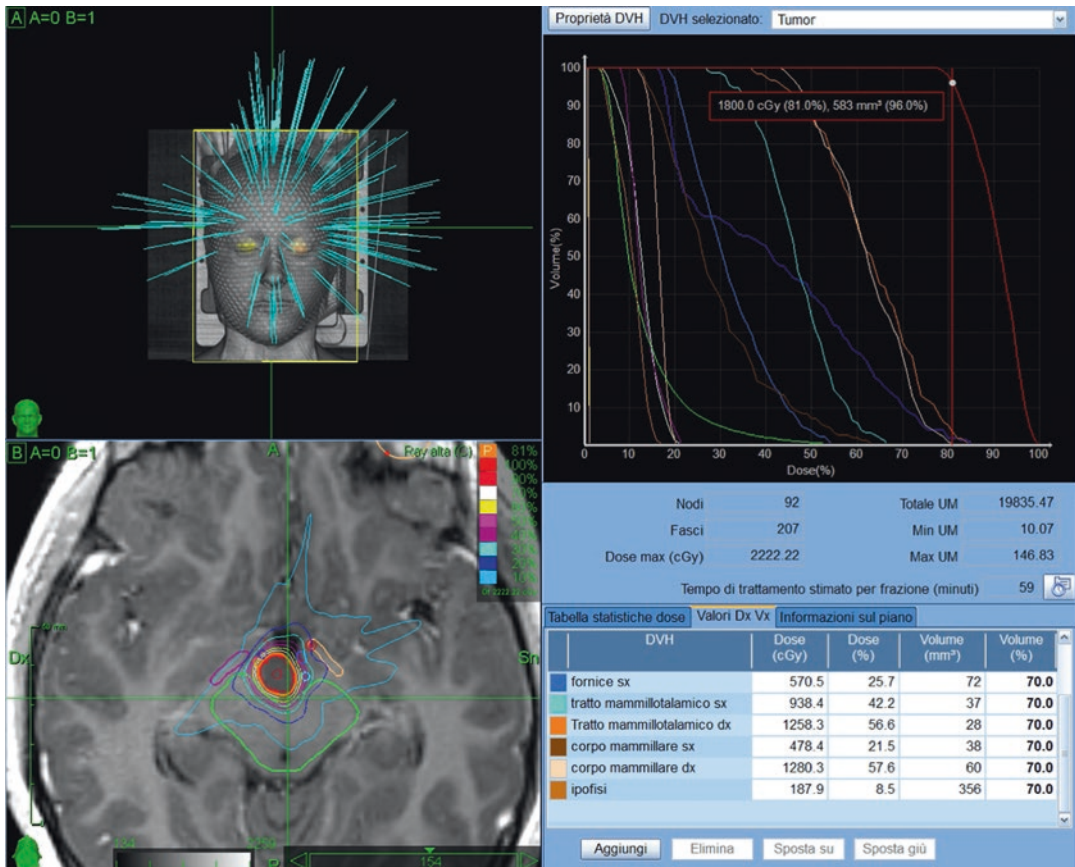 A A=0 B=1
Proprietà DVH DVH selezionato: Tumor
100
90
80
70
60
50
40
30
20
10
Volume(%)
1800.0 cGy (81.0%), 583 mm³ (96.0%)
0 10 20 30 40 50 60 70 80 90 100
Dose(%)
B A=0 B=1
A
Ray alta (C)
P 81%
100%
Dx
Sn
Nodi 92 Totale UM 19835.47
Fasci 207 Min UM 10.07
Dose max (cGy) 2222.22 Max UM 146.83
Tempo di trattamento stimato per frazione (minuti) 59
Tabella statistiche dose Valori Dx Vx Informazioni sul piano
DVH Dose (cGy) Dose (%) Volume (mm³) Volume (%)
fornice sx 570.5 25.7 72 70.0
tratto mammillotalamico sx 938.4 42.2 37 70.0
Tratto mammillotalamico dx 1258.3 56.6 28 70.0
corpo mammillare sx 478.4 21.5 38 70.0
corpo mammillare dx 1280.3 57.6 60 70.0
ipofisi 187.9 8.5 356 70.0
154
Aggiungi Elimina Sposta su Sposta giù